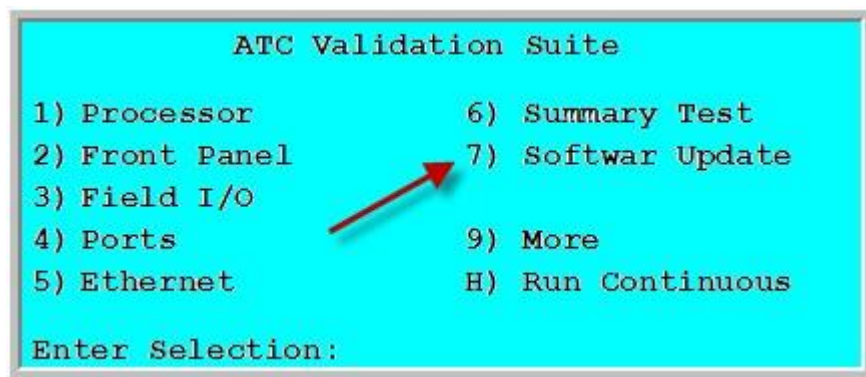 ATC Validation Suite
1) Processor 6) Summary Test
2) Front Panel 7) Softwar Update
3) Field I/O
4) Ports 9) More
5) Ethernet H) Run Continuous
Enter Selection: